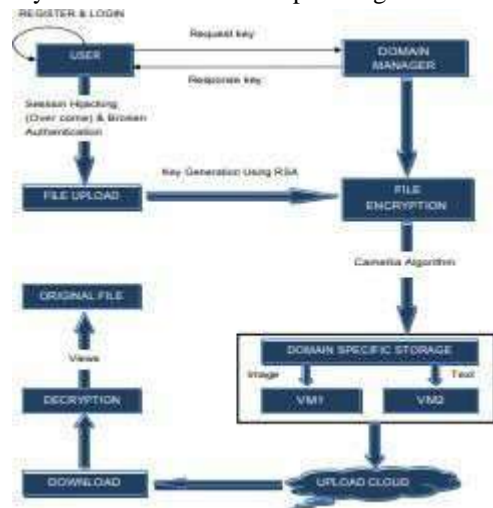 REGISTER & LOGIN
Request key
USER
DOMAIN
MANAGER
Response key
Session Hijacking
(Over come) & Broken
Authentication
Key Generation Using RSA
FILE UPLOAD
FILE
ENCRYPTION
Camellia Algorithm
ORIGINAL FILE
DOMAIN SPECIFIC STORAGE
Image
Text
Views
VM1
VM2
DECRYPTION
DOWNLOAD
UPLOAD CLOUD